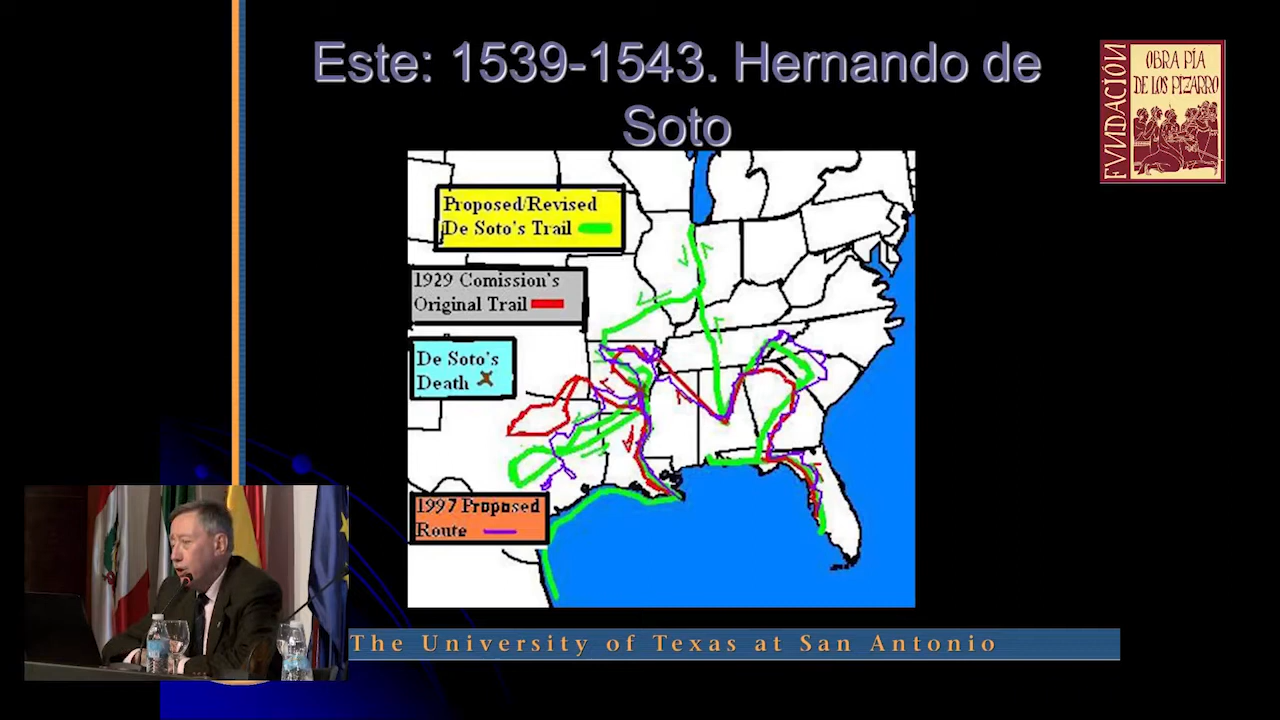 Este: 1539-1543. Hernando de
Soto
FVNDACIÓN
OBRA PÍA
DE LOS PIZARRO
Proposed/Revised
De Soto's Trail
1929 Comission's
Original Trail
De Soto's
Death
1997 Proposed
Route
The University of Texas at San Antonio